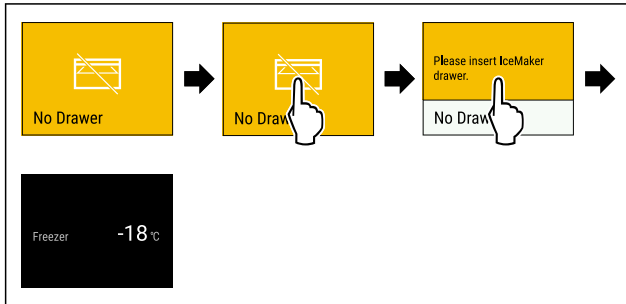 No Drawer
No Draw
Please insert IceMaker
drawer.
No Draw
Freezer -18 °C